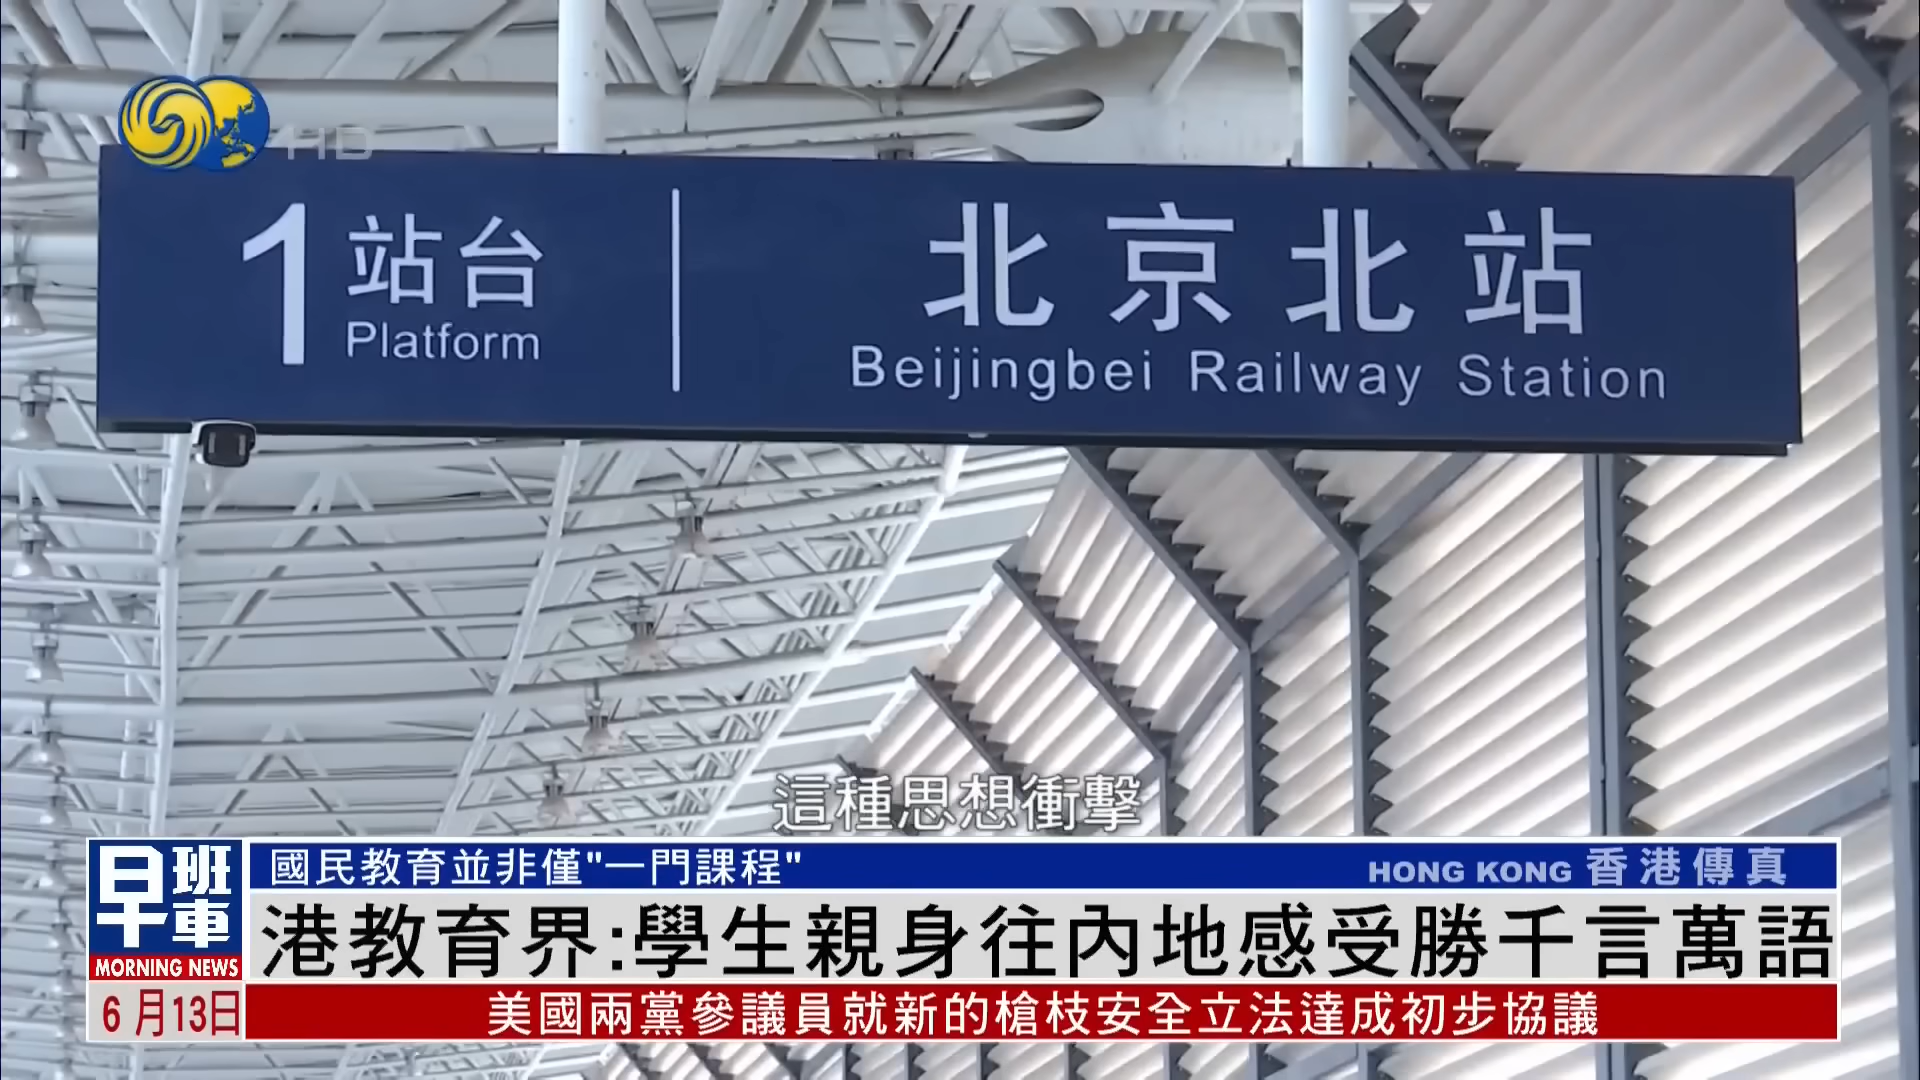 HD
1 站台
Platform
北京北站
Beijingbei Railway Station
這種思想衝擊
國民教育並非僅"一門課程"
HONG KONG 香港傳真
早班車
港教育界:學生親身往內地感受勝千言萬語
MORNING NEWS
6月13日
美國兩黨參議員就新的槍枝安全立法達成初步協議